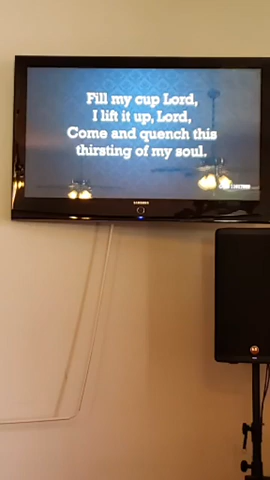 Fill my cup Lord,
I lift it up, Lord,
Come and quench this
thirsting of my soul.
SAMSUNG